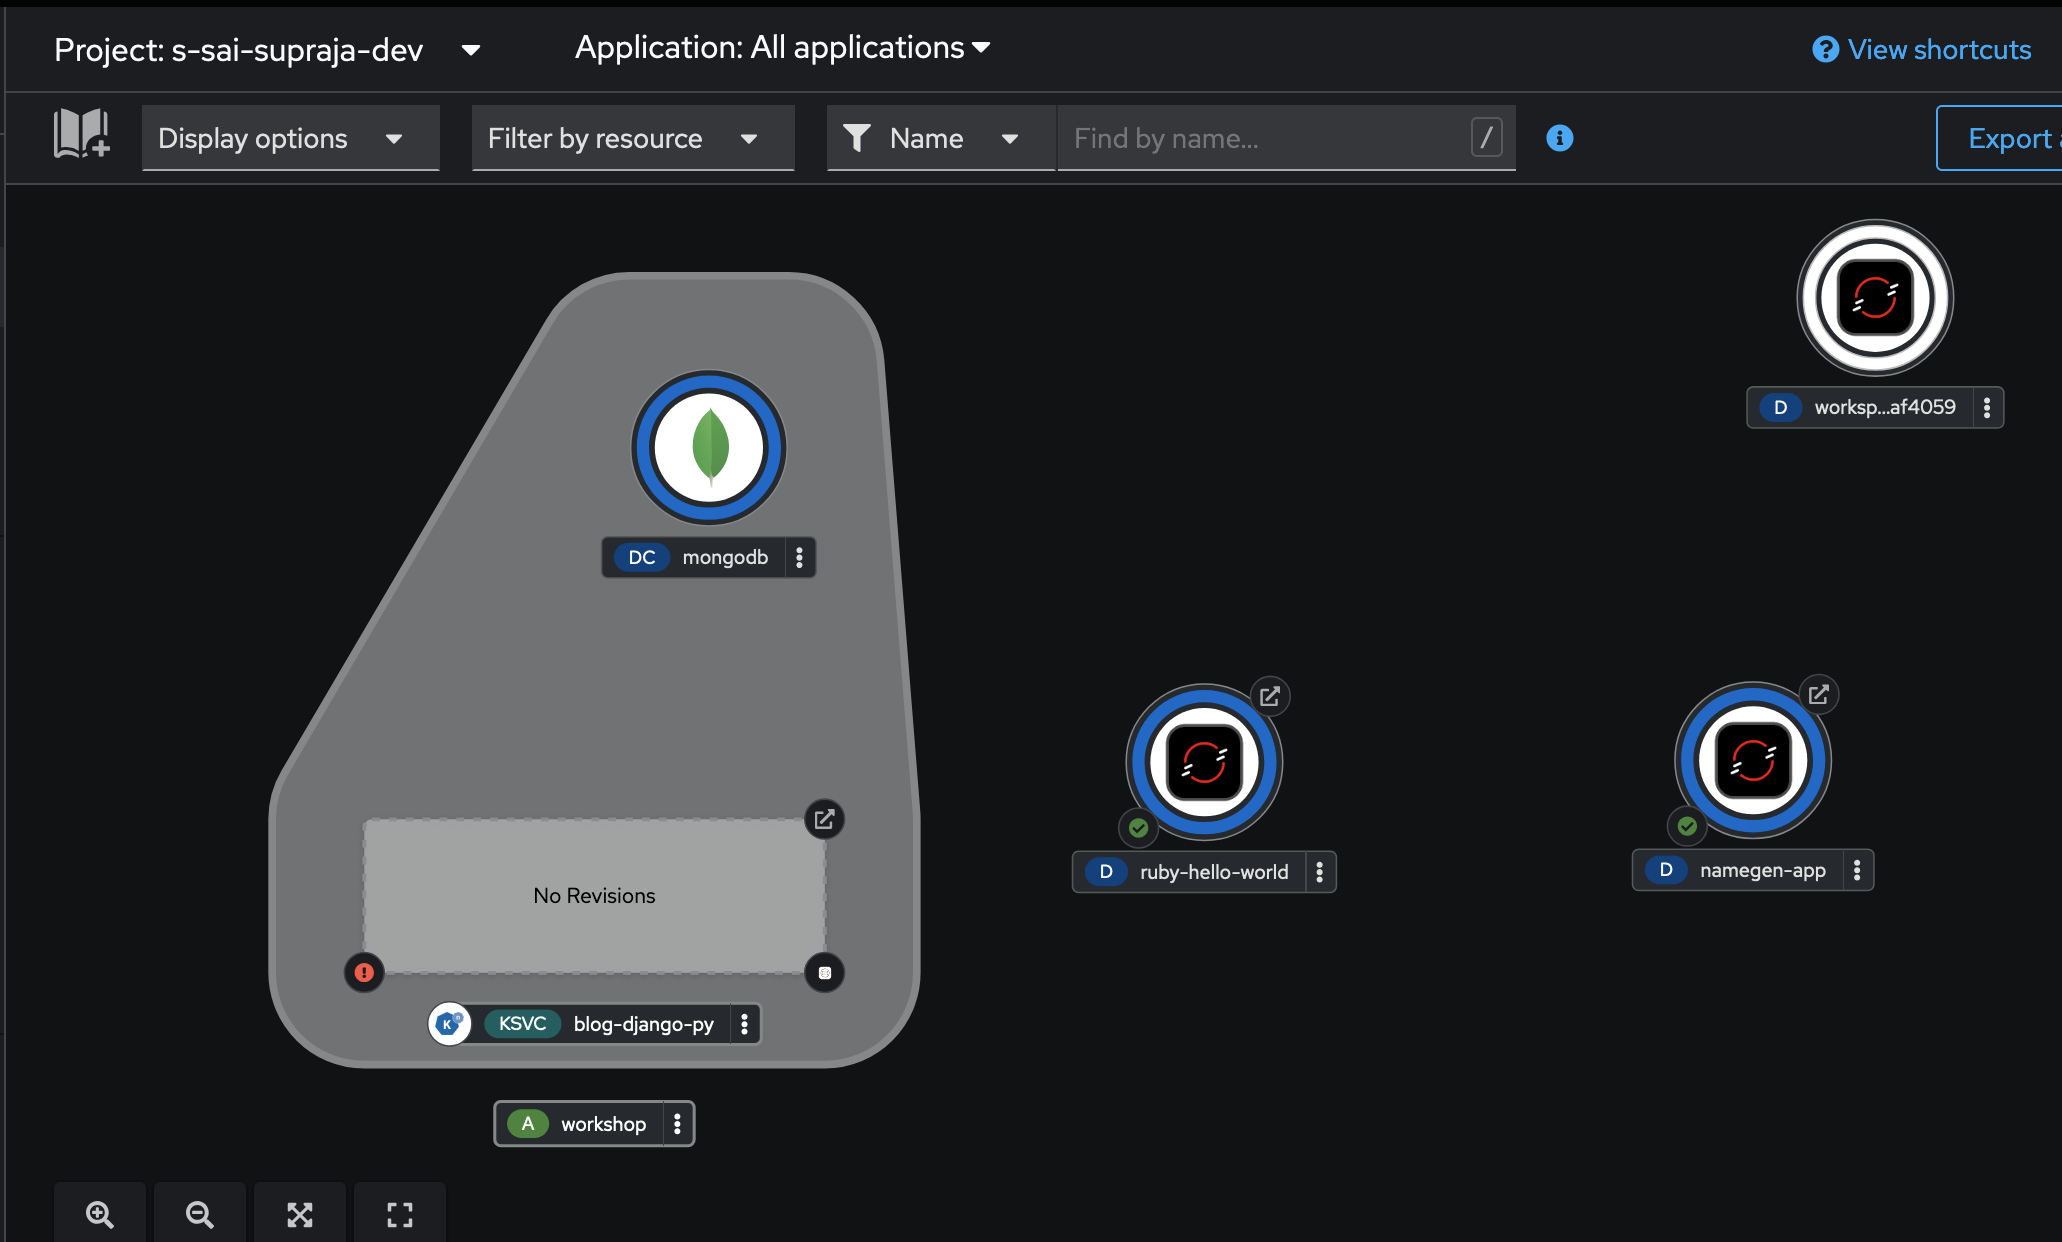 Project: s-sai-supraja-dev
Application: All applications
View shortcuts
Display options
Filter by resource
Name
Find by name...
/
Export
D worksp...af4059
DC mongodb
No Revisions
D ruby-hello-world
D namegen-app
K
KSVC blog-django-py
A workshop